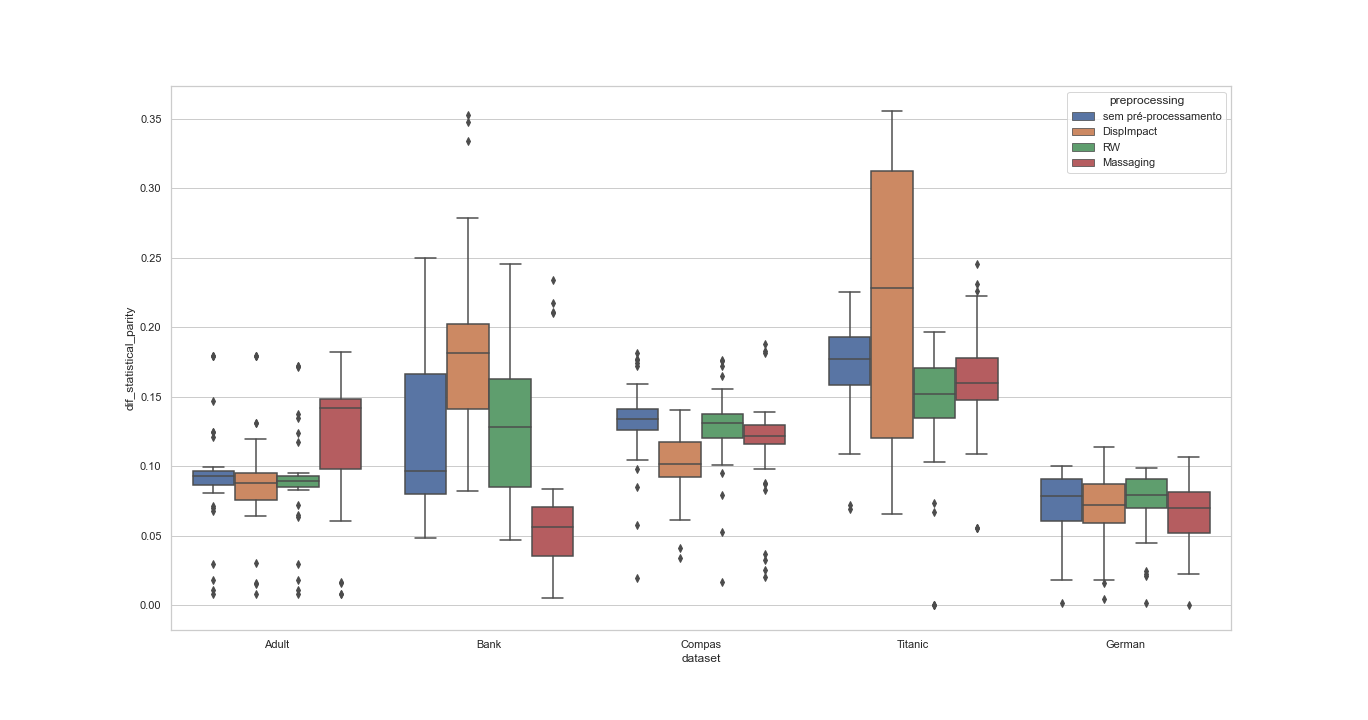 preprocessing
sem pré-processamento
DispImpact
RW
Massaging
dif_statistical_parity
0.35
0.30
0.25
0.20
0.15
0.10
0.05
0.00
Adult
Bank
Compas
Titanic
German
dataset